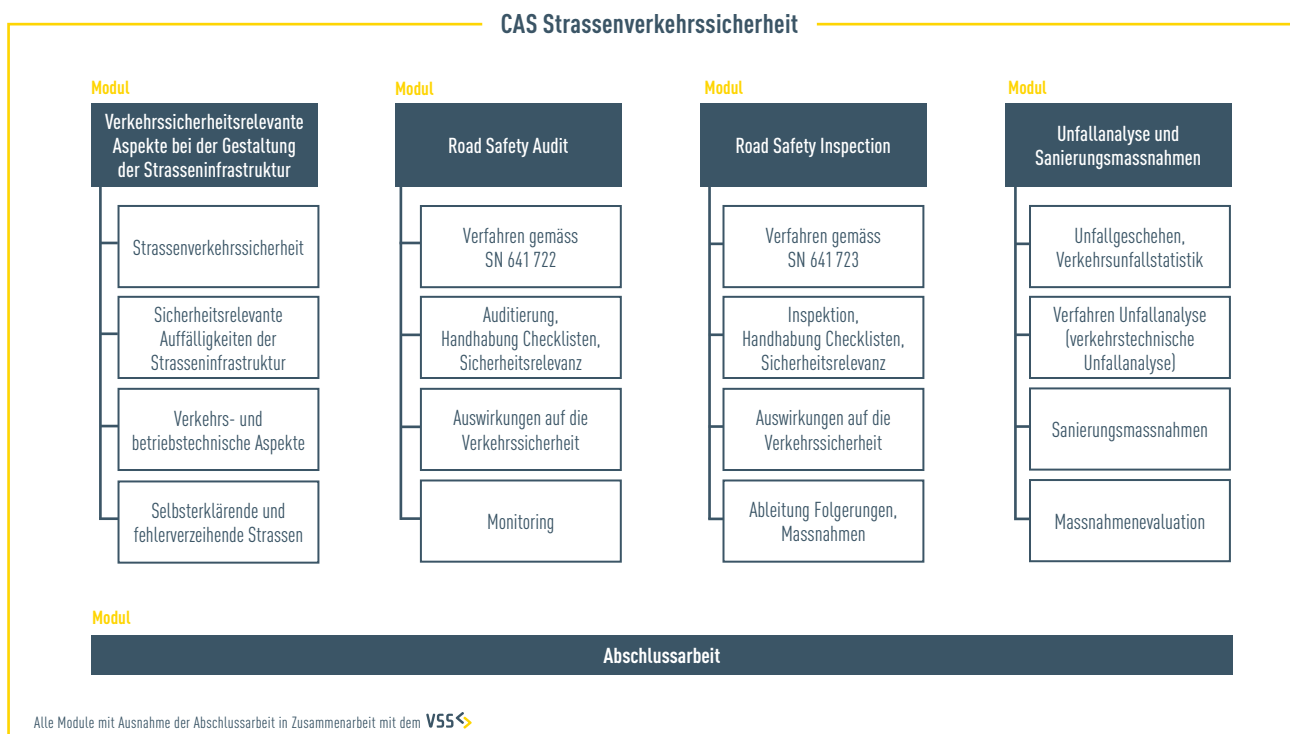 CAS Strassenverkehrssicherheit
Modul
Verkehrssicherheitsrelevante
Aspekte bei der Gestaltung
der Strasseninfrastruktur
Strassenverkehrssicherheit
Sicherheitsrelevante
Auffälligkeiten der
Strasseninfrastruktur
Verkehrs- und
betriebstechnische Aspekte
Selbsterklärende und
fehlerverzeihende Strassen
Modul
Road Safety Audit
Verfahren gemäss
SN 641 722
Auditierung,
Handhabung Checklisten,
Sicherheitsrelevanz
Auswirkungen auf die
Verkehrssicherheit
Monitoring
Modul
Road Safety Inspection
Verfahren gemäss
SN 641 723
Inspektion,
Handhabung Checklisten,
Sicherheitsrelevanz
Auswirkungen auf die
Verkehrssicherheit
Ableitung Folgerungen,
Massnahmen
Modul
Unfallanalyse und
Sanierungsmassnahmen
Unfallgeschehen,
Verkehrsunfallstatistik
Verfahren Unfallanalyse
(verkehrstechnische
Unfallanalyse)
Sanierungsmassnahmen
Massnahmenevaluation
Modul
Abschlussarbeit
Alle Module mit Ausnahme der Abschlussarbeit in Zusammenarbeit mit dem VSS